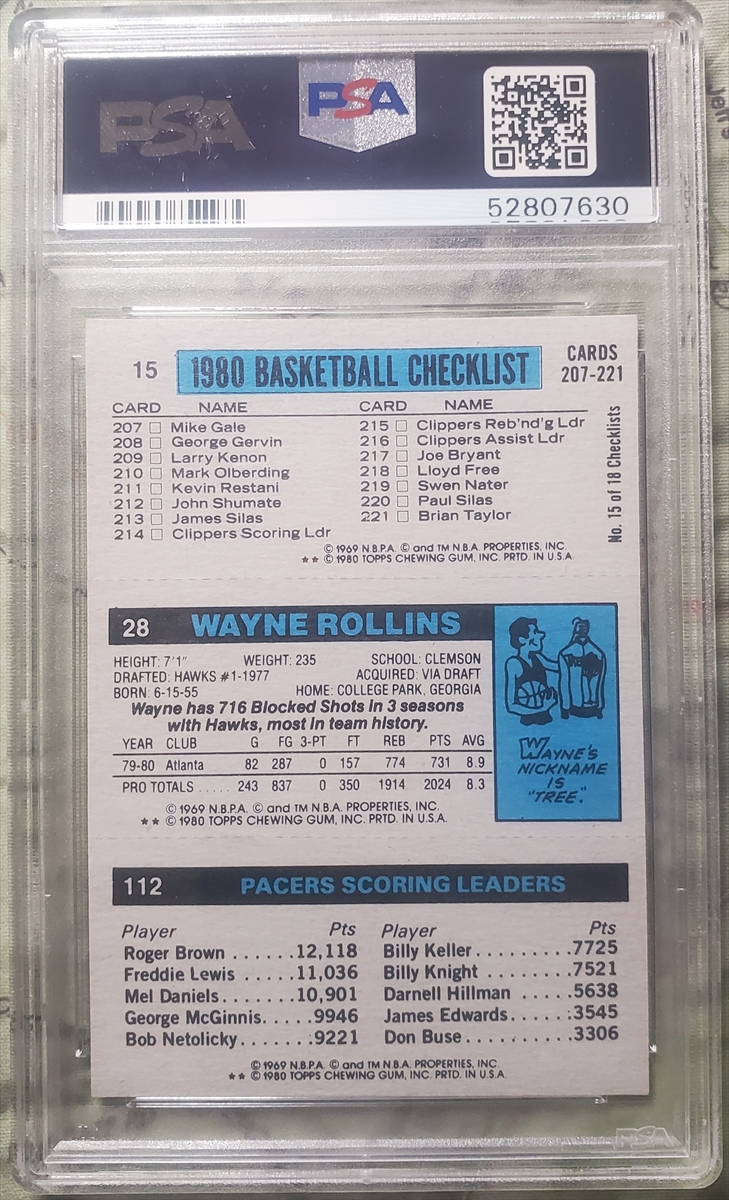 PSA
PSA
52807630
15 1980 BASKETBALL CHECKLIST CARDS 207-221
CARD NAME CARD NAME
207 □ Mike Gale 215 □ Clippers Reb'nd'g Ldr
208 □ George Gervin 216 □ Clippers Assist Ldr
209 □ Larry Kenon 217 □ Joe Bryant
210 □ Mark Olberding 218 □ Lloyd Free
211 □ Kevin Restani 219 □ Swen Nater
212 □ John Shumate 220 □ Paul Silas
213 □ James Silas 221 □ Brian Taylor
214 □ Clippers Scoring Ldr
No. 15 of 18 Checklists
© 1969 N.B.P.A. © and TM N.B.A. PROPERTIES, INC.
** © 1980 TOPPS CHEWING GUM, INC. PRTD. IN U.S.A.
28 WAYNE ROLLINS
HEIGHT: 7'1" WEIGHT: 235 SCHOOL: CLEMSON
DRAFTED: HAWKS #1-1977 ACQUIRED: VIA DRAFT
BORN: 6-15-55 HOME: COLLEGE PARK, GEORGIA
Wayne has 716 Blocked Shots in 3 seasons
with Hawks, most in team history.
YEAR CLUB G FG 3-PT FT REB PTS AVG
79-80 Atlanta 82 287 0 157 774 731 8.9
PRO TOTALS ..... 243 837 0 350 1914 2024 8.3
© 1969 N.B.P.A. © and TM N.B.A. PROPERTIES, INC.
** © 1980 TOPPS CHEWING GUM, INC. PRTD. IN U.S.A.
WAYNE'S
NICKNAME
IS
"TREE."
112 PACERS SCORING LEADERS
Player Pts Player Pts
Roger Brown ......12,118 Billy Keller.........7725
Freddie Lewis ......11,036 Billy Knight ........7521
Mel Daniels.......10,901 Darnell Hillman .....5638
George McGinnis.....9946 James Edwards......3545
Bob Netolicky........9221 Don Buse ..........3306
© 1969 N.B.P.A. © and TM N.B.A. PROPERTIES, INC.
** © 1980 TOPPS CHEWING GUM, INC. PRTD. IN U.S.A.
PSA